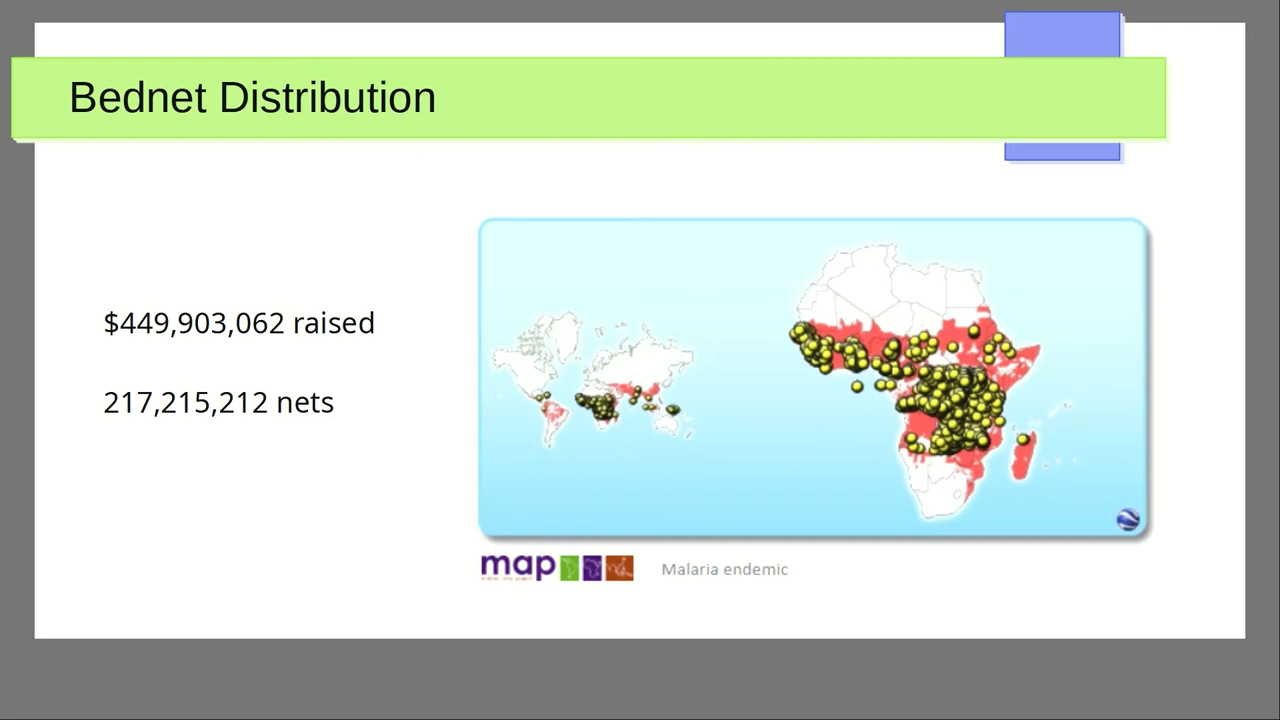 Bednet Distribution
$449,903,062 raised
217,215,212 nets
map
Malaria endemic